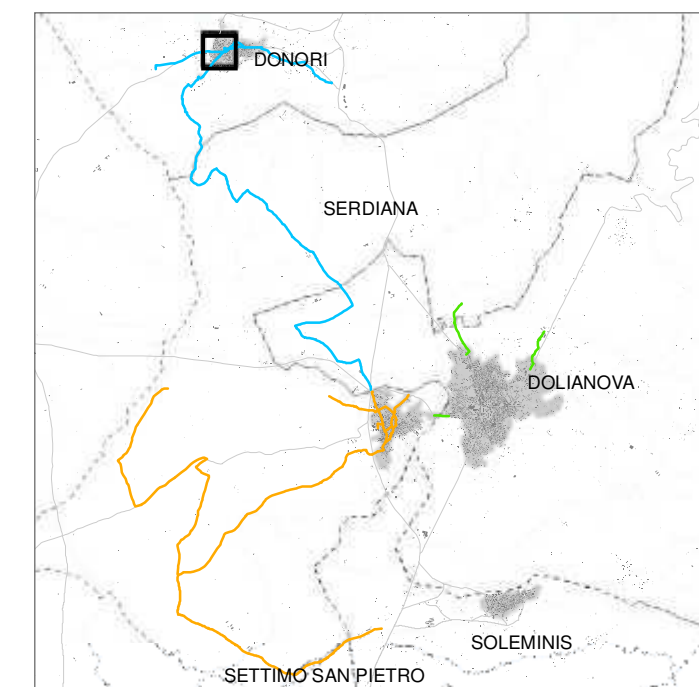 DONORI
SERDIANA
DOLIANOVA
SOLEMINIS
SETTIMO SAN PIETRO